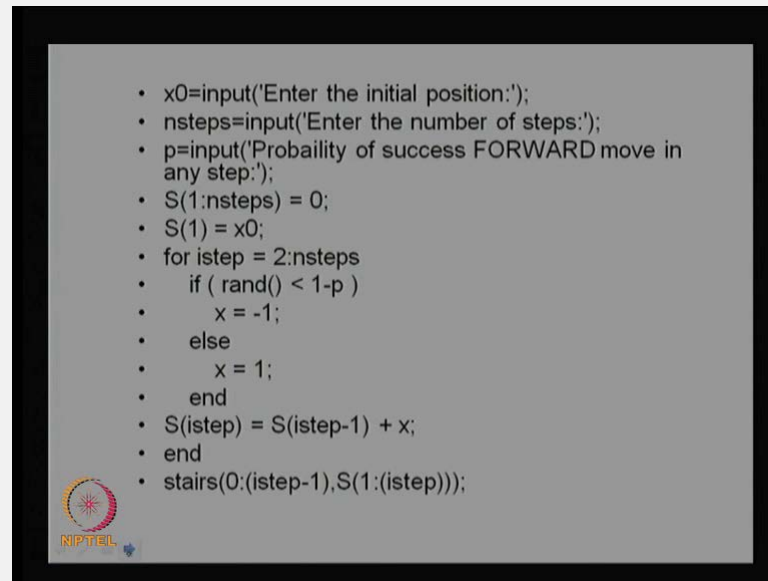 • x0=input('Enter the initial position:');
• nsteps=input('Enter the number of steps:');
• p=input('Probaility of success FORWARD move in
any step:');
• S(1:nsteps) = 0;
• S(1) = x0;
• for istep = 2:nsteps
• if ( rand() < 1-p )
• x = -1;
• else
• x = 1;
• end
• S(istep) = S(istep-1) + x;
• end
• stairs(0:(istep-1),S(1:(istep)));
NPTEL